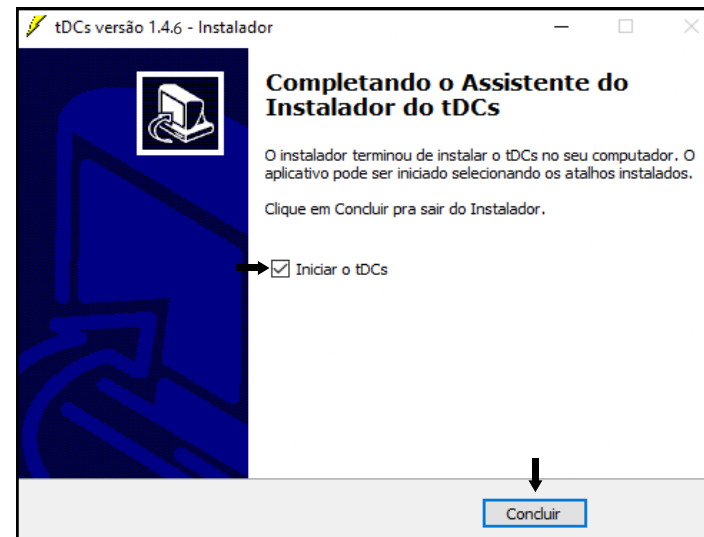 tDCs versão 1.4.6 - Instalador
Completando o Assistente do
Instalador do tDCs
O instalador terminou de instalar o tDCs no seu computador. O
aplicativo pode ser iniciado selecionando os atalhos instalados.
Clique em Concluir pra sair do Instalador.
Iniciar o tDCs
Concluir